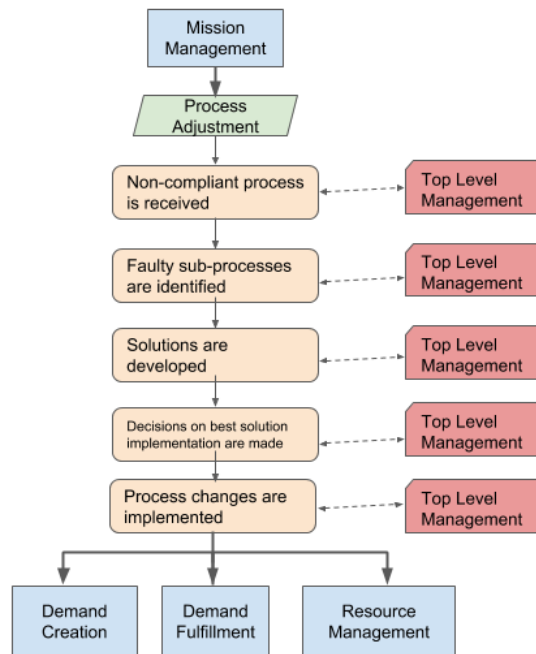 Mission
Management
Process
Adjustment
Non-compliant process
is received
Top Level
Management
Faulty sub-processes
are identified
Top Level
Management
Solutions are
developed
Top Level
Management
Decisions on best solution
implementation are made
Top Level
Management
Process changes are
implemented
Top Level
Management
Demand
Creation
Demand
Fulfillment
Resource
Management